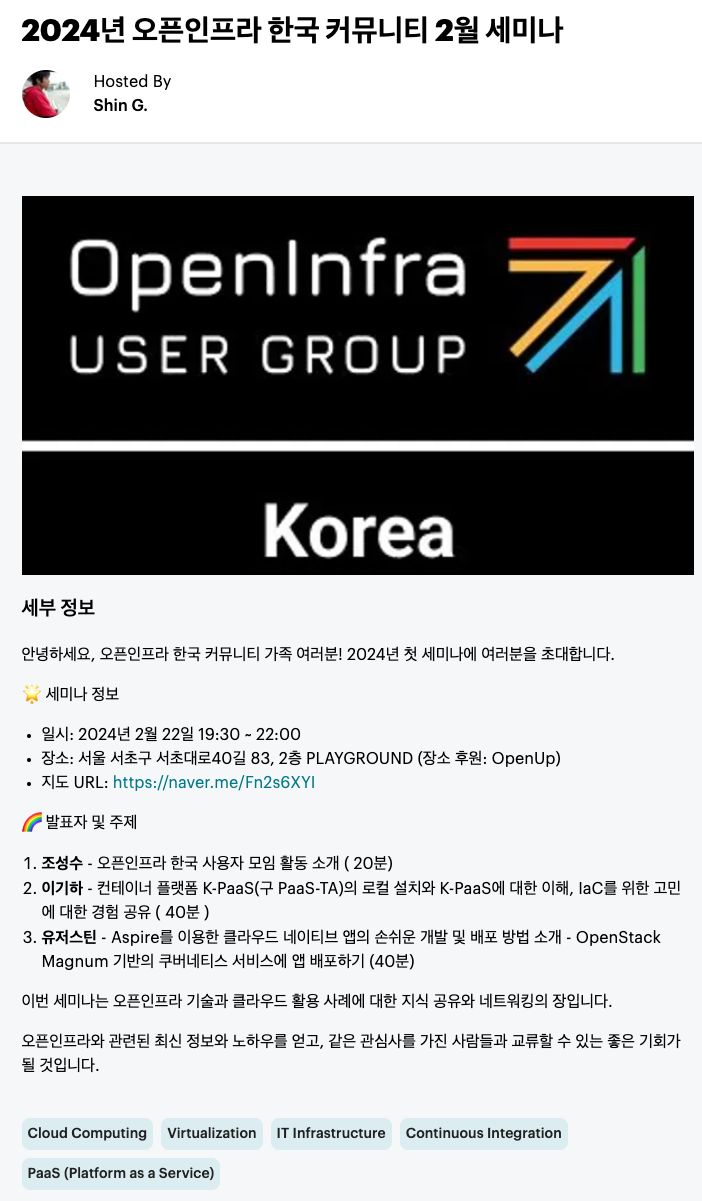 2024년 오픈인프라 한국 커뮤니티 2월 세미나
Hosted By
Shin G.
OpenInfra
USER GROUP
Korea
세부 정보
안녕하세요, 오픈인프라 한국 커뮤니티 가족 여러분! 2024년 첫 세미나에 여러분을 초대합니다.
🌟 세미나 정보
• 일시: 2024년 2월 22일 19:30 ~ 22:00
• 장소: 서울 서초구 서초대로40길 83, 2층 PLAYGROUND (장소 후원: OpenUp)
• 지도 URL: https://naver.me/Fn2s6XYI
🌈 발표자 및 주제
1. 조성수 - 오픈인프라 한국 사용자 모임 활동 소개 ( 20분)
2. 이기하 - 컨테이너 플랫폼 K-PaaS(구 PaaS-TA)의 로컬 설치와 K-PaaS에 대한 이해, IaC를 위한 고민
에 대한 경험 공유 ( 40분 )
3. 유저스틴 - Aspire를 이용한 클라우드 네이티브 앱의 손쉬운 개발 및 배포 방법 소개 - OpenStack
Magnum 기반의 쿠버네티스 서비스에 앱 배포하기 (40분)
이번 세미나는 오픈인프라 기술과 클라우드 활용 사례에 대한 지식 공유와 네트워킹의 장입니다.
오픈인프라와 관련된 최신 정보와 노하우를 얻고, 같은 관심사를 가진 사람들과 교류할 수 있는 좋은 기회가
될 것입니다.
Cloud Computing Virtualization IT Infrastructure Continuous Integration
PaaS (Platform as a Service)